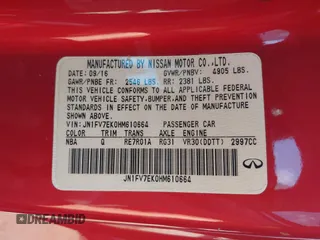 MANUFACTURED BY NISSAN MOTOR CO.,LTD.
DATE: 09/16 GVWR/PNBV: 4905 LBS.
GAWR/PNBE FR: 2546 LBS. RR: 2381 LBS.
THIS VEHICLE CONFORMS TO ALL APPLICABLE FEDERAL MOTOR VEHICLE SAFETY,BUMPER,AND THEFT PREVENTION STANDARDS IN EFFECT ON THE DATE OF MANUFACTURE SHOWN ABOVE.
VIN: JN1FV7EK0HM610664 PASSENGER CAR
COLOR TRIM TRANS AXLE ENGINE
NBA Q RE7R01A RG31 VR30(DDTT) 2997CC
INFINITI
JN1FV7EK0HM610664